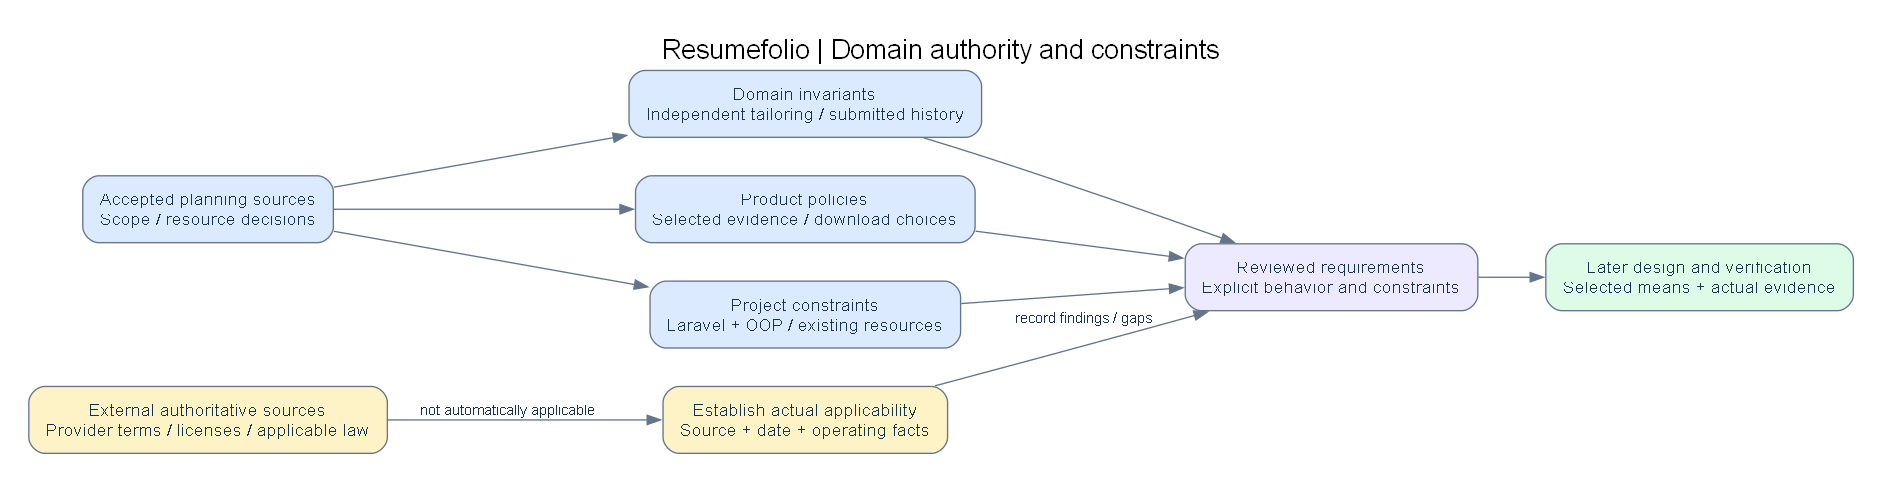 Resumefolio | Domain authority and constraints
Domain invariants
Independent tailoring / submitted history
Accepted planning sources
Scope / resource decisions
Product policies
Selected evidence / download choices
Project constraints
Laravel + OOP / existing resources
record findings / gaps
Reviewed requirements
Explicit behavior and constraints
Later design and verification
Selected means + actual evidence
External authoritative sources
Provider terms / licenses / applicable law
not automatically applicable
Establish actual applicability
Source + date + operating facts